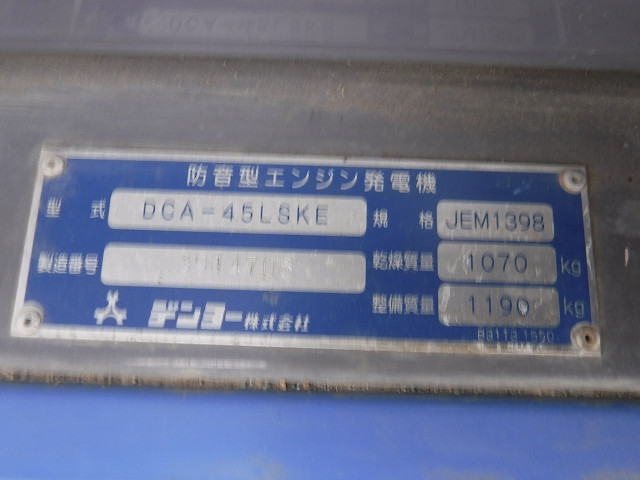 防音型エンジン発電機
型式 DCA-45LSKE 規格 JEM1398
製造番号 乾燥質量 1070 kg
整備質量 1190 kg
デンヨー株式会社